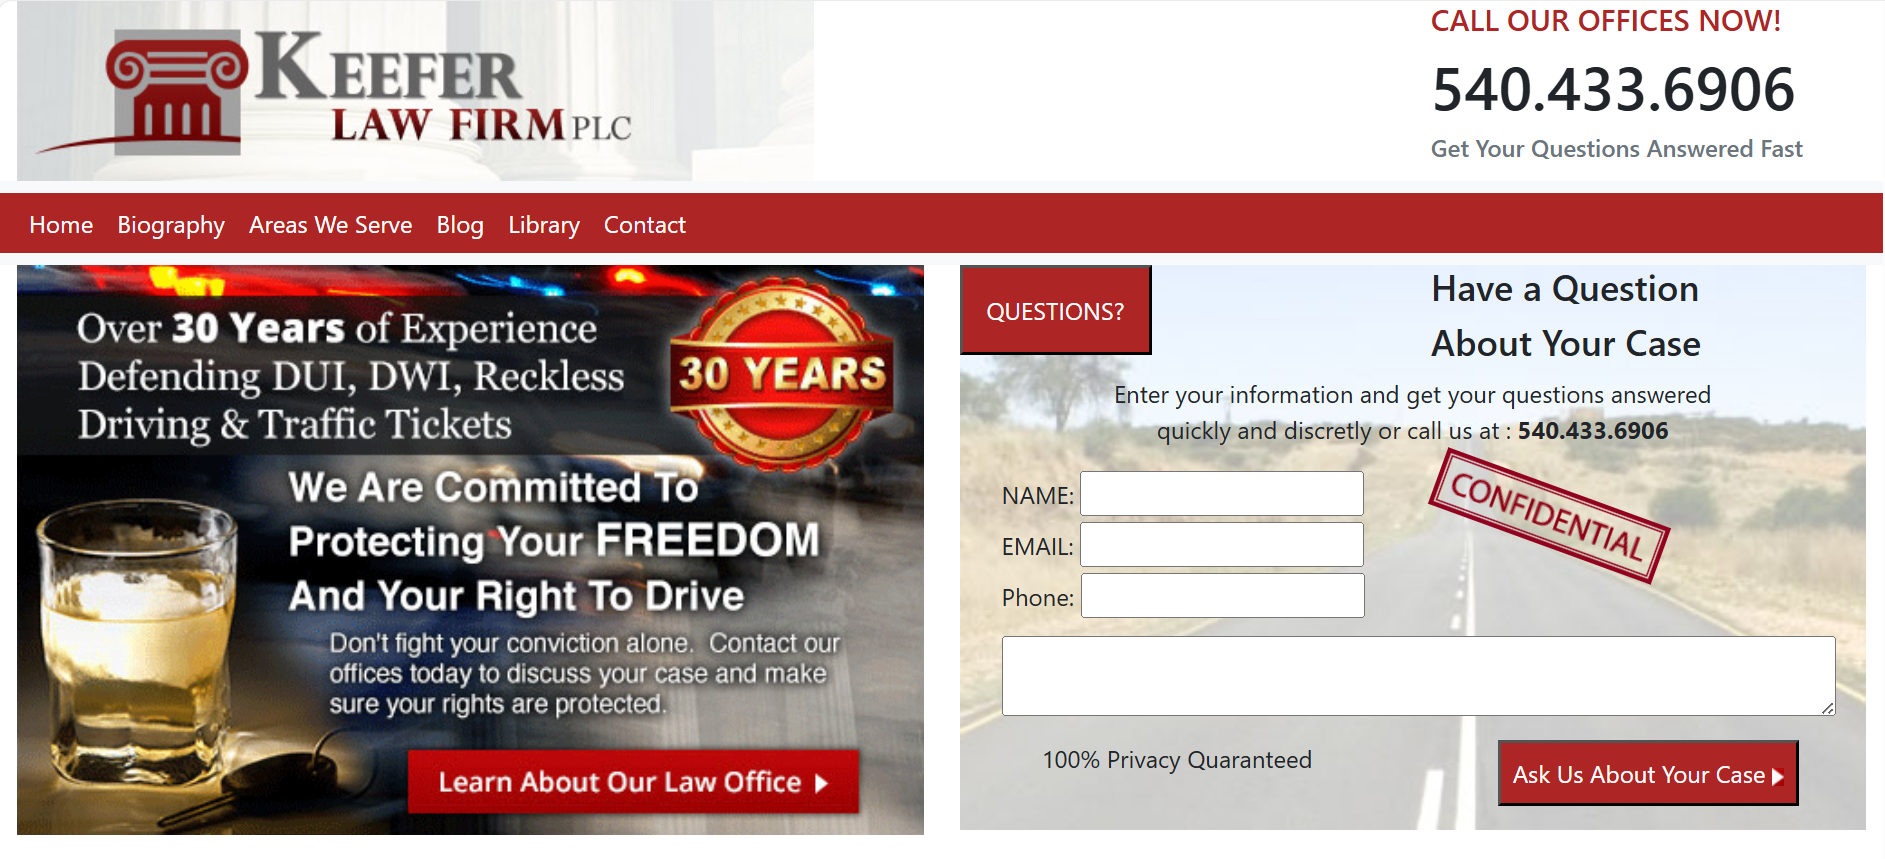 KEEFER
LAW FIRM PLC
CALL OUR OFFICES NOW!
540.433.6906
Get Your Questions Answered Fast
Home Biography Areas We Serve Blog Library Contact
Over 30 Years of Experience
Defending DUI, DWI, Reckless
Driving & Traffic Tickets
30 YEARS
We Are Committed To
Protecting Your FREEDOM
And Your Right To Drive
Don't fight your conviction alone. Contact our
offices today to discuss your case and make
sure your rights are protected.
Learn About Our Law Office
QUESTIONS?
Have a Question
About Your Case
Enter your information and get your questions answered
quickly and discretly or call us at : 540.433.6906
CONFIDENTIAL
NAME:
EMAIL:
Phone:
100% Privacy Quaranteed
Ask Us About Your Case